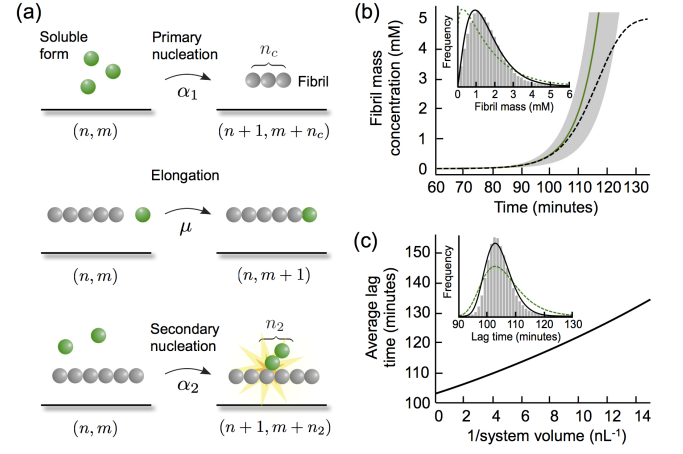 (a)
Soluble form
Primary nucleation
n_c
α₁
Fibril
(n, m)
(n + 1, m + n_c)
Elongation
μ
(n, m)
(n, m + 1)
Secondary nucleation
n₂
α₂
(n, m)
(n + 1, m + n₂)
(b)
Fibril mass concentration (mM)
5
4
3
2
1
0
60 70 80 90 100 110 120 130
Time (minutes)
Frequency
0 1 2 3 4 5 6
Fibril mass (mM)
(c)
Average lag time (minutes)
150
140
130
120
110
100
0 2 4 6 8 10 12 14
1/system volume (nL⁻¹)
Frequency
90 100 110 120 130
Lag time (minutes)